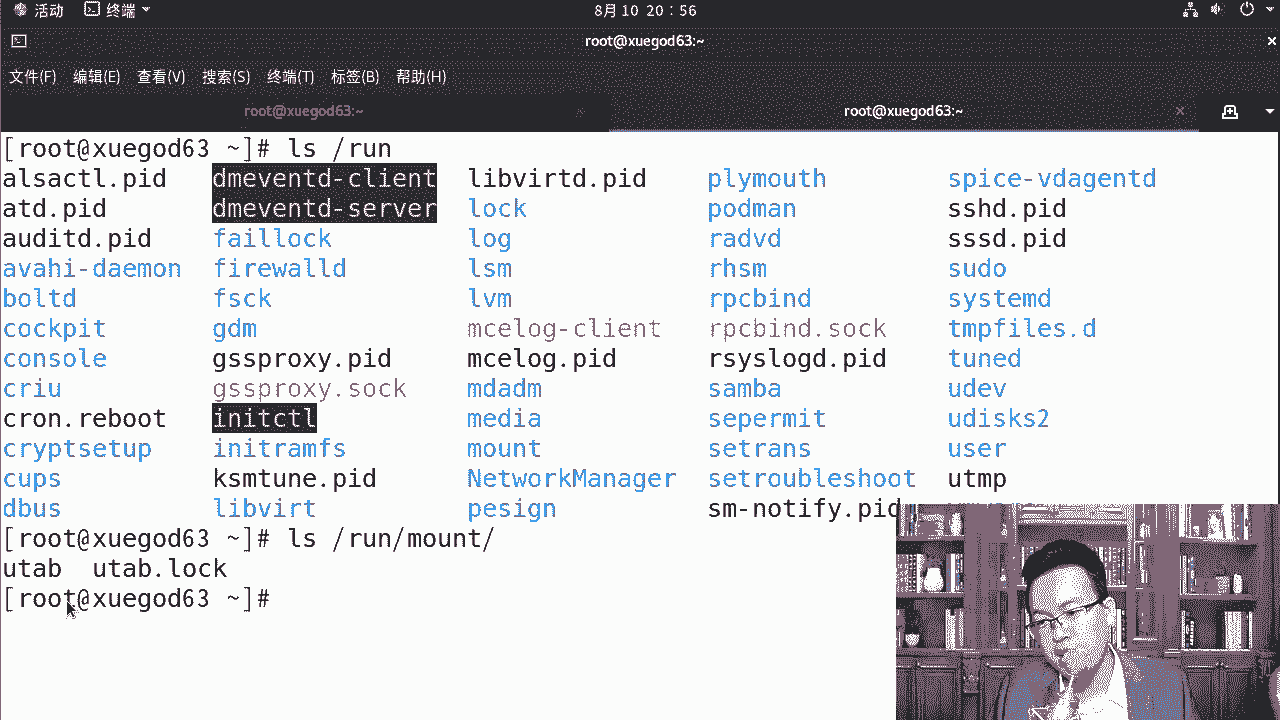 活动 终端 8月10 20:56
root@xuegod63:~
文件(F) 编辑(E) 查看(V) 搜索(S) 终端(T) 标签(B) 帮助(H)
root@xuegod63:~ root@xuegod63:~
[root@xuegod63 ~]# ls /run
alsactl.pid dmeventd-client libvirtd.pid plymouth spice-vdagentd
atd.pid dmeventd-server lock podman sshd.pid
auditd.pid faillock log radvd sssd.pid
avahi-daemon firewalld lsm rhsm sudo
boltd fsck lvm rpcbind systemd
cockpit gdm mcelog-client rpcbind.sock tmpfiles.d
console gssproxy.pid mcelog.pid rsyslogd.pid tuned
criu gssproxy.sock mdadm samba udev
cron.reboot initctl media sepermit udisks2
cryptsetup initramfs mount setrans user
cups ksmtune.pid NetworkManager setroubleshoot utmp
dbus libvirt pesign sm-notify.pid
[root@xuegod63 ~]# ls /run/mount/
utab utab.lock
[root@xuegod63 ~]#